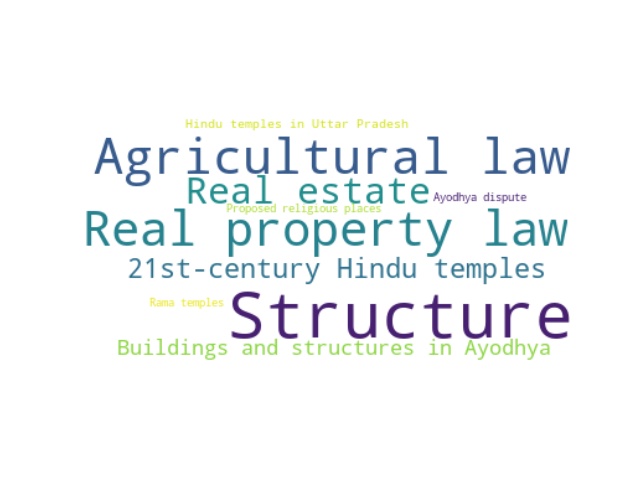 Hindu temples in Uttar Pradesh
Agricultural law
Real estate
Ayodhya dispute
Proposed religious places
Real property law
21st-century Hindu temples
Rama temples
Structure
Buildings and structures in Ayodhya